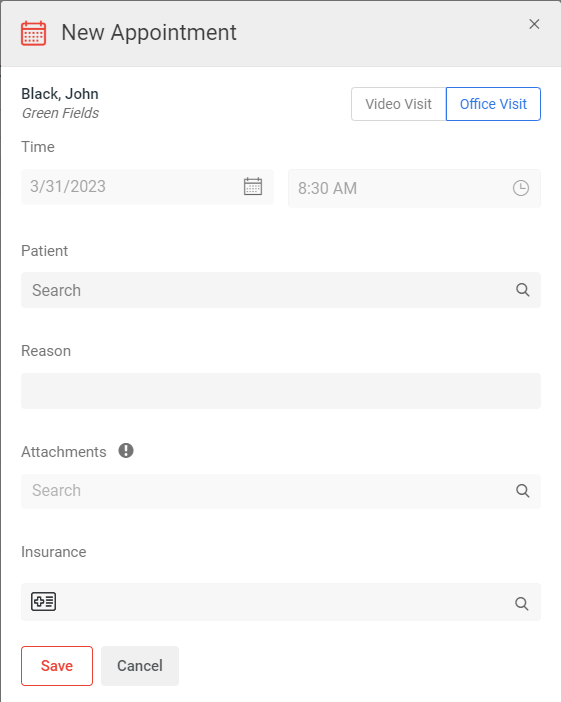 New Appointment
Black, John
Green Fields
Video Visit
Office Visit
Time
3/31/2023
8:30 AM
Patient
Search
Reason
Attachments
Search
Insurance
Save
Cancel